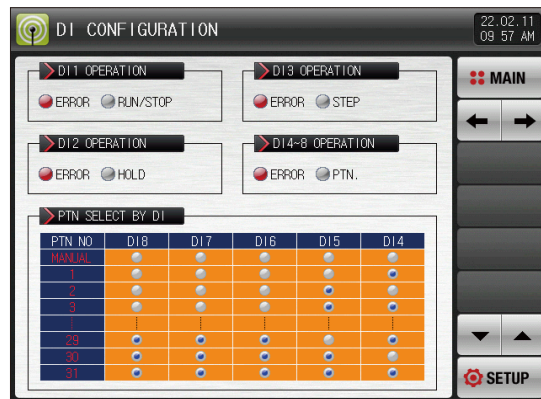 DI CONFIGURATION
22.02.11
09 57 AM
DI1 OPERATION
ERROR RUN/STOP
DI3 OPERATION
ERROR STEP
DI2 OPERATION
ERROR HOLD
DI4~8 OPERATION
ERROR PTN.
PTN SELECT BY DI
PTN NO DI8 DI7 DI6 DI5 DI4
MANUAL
1
2
3
29
30
31
MAIN
SETUP